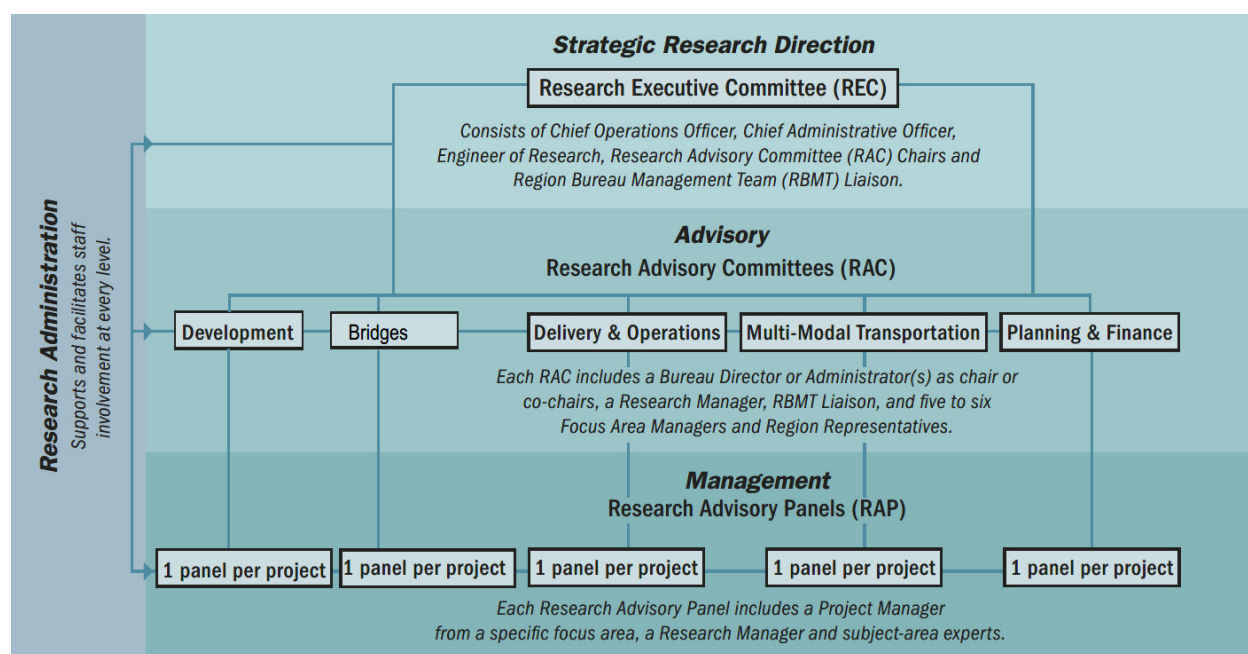 Research Administration
Supports and facilitates staff
involvement at every level.
Strategic Research Direction
Research Executive Committee (REC)
Consists of Chief Operations Officer, Chief Administrative Officer,
Engineer of Research, Research Advisory Committee (RAC) Chairs and
Region Bureau Management Team (RBMT) Liaison.
Advisory
Research Advisory Committees (RAC)
Development
Bridges
Delivery & Operations
Multi-Modal Transportation
Planning & Finance
Each RAC includes a Bureau Director or Administrator(s) as chair or
co-chairs, a Research Manager, RBMT Liaison, and five to six
Focus Area Managers and Region Representatives.
Management
Research Advisory Panels (RAP)
1 panel per project
1 panel per project
1 panel per project
1 panel per project
1 panel per project
Each Research Advisory Panel includes a Project Manager
from a specific focus area, a Research Manager and subject-area experts.